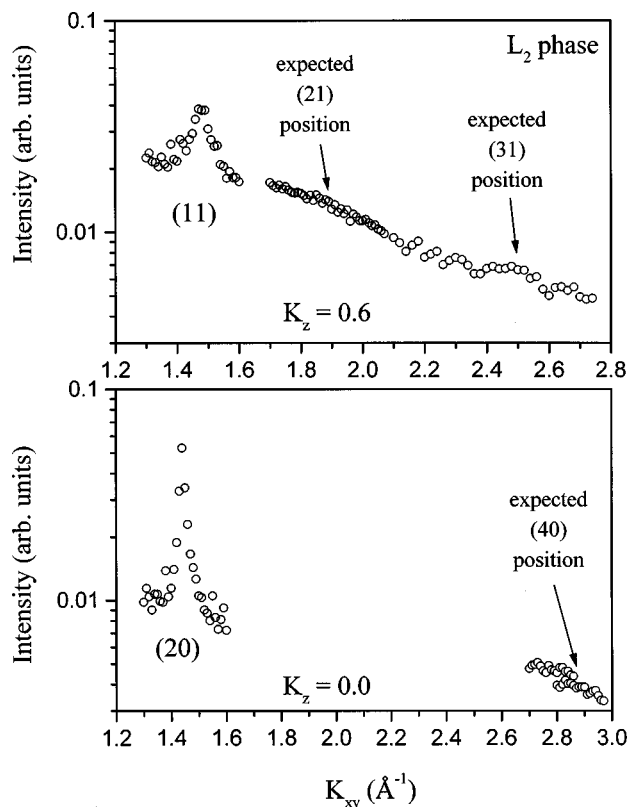 0.1
L₂ phase
expected
(21)
position
expected
(31)
position
Intensity (arb. units)
0.01
(11)
K_z = 0.6
1.2 1.4 1.6 1.8 2.0 2.2 2.4 2.6 2.8
0.1
expected
(40)
position
Intensity (arb. units)
0.01
(20)
K_z = 0.0
1.2 1.4 1.6 1.8 2.0 2.2 2.4 2.6 2.8 3.0
K_xy (Å⁻¹)